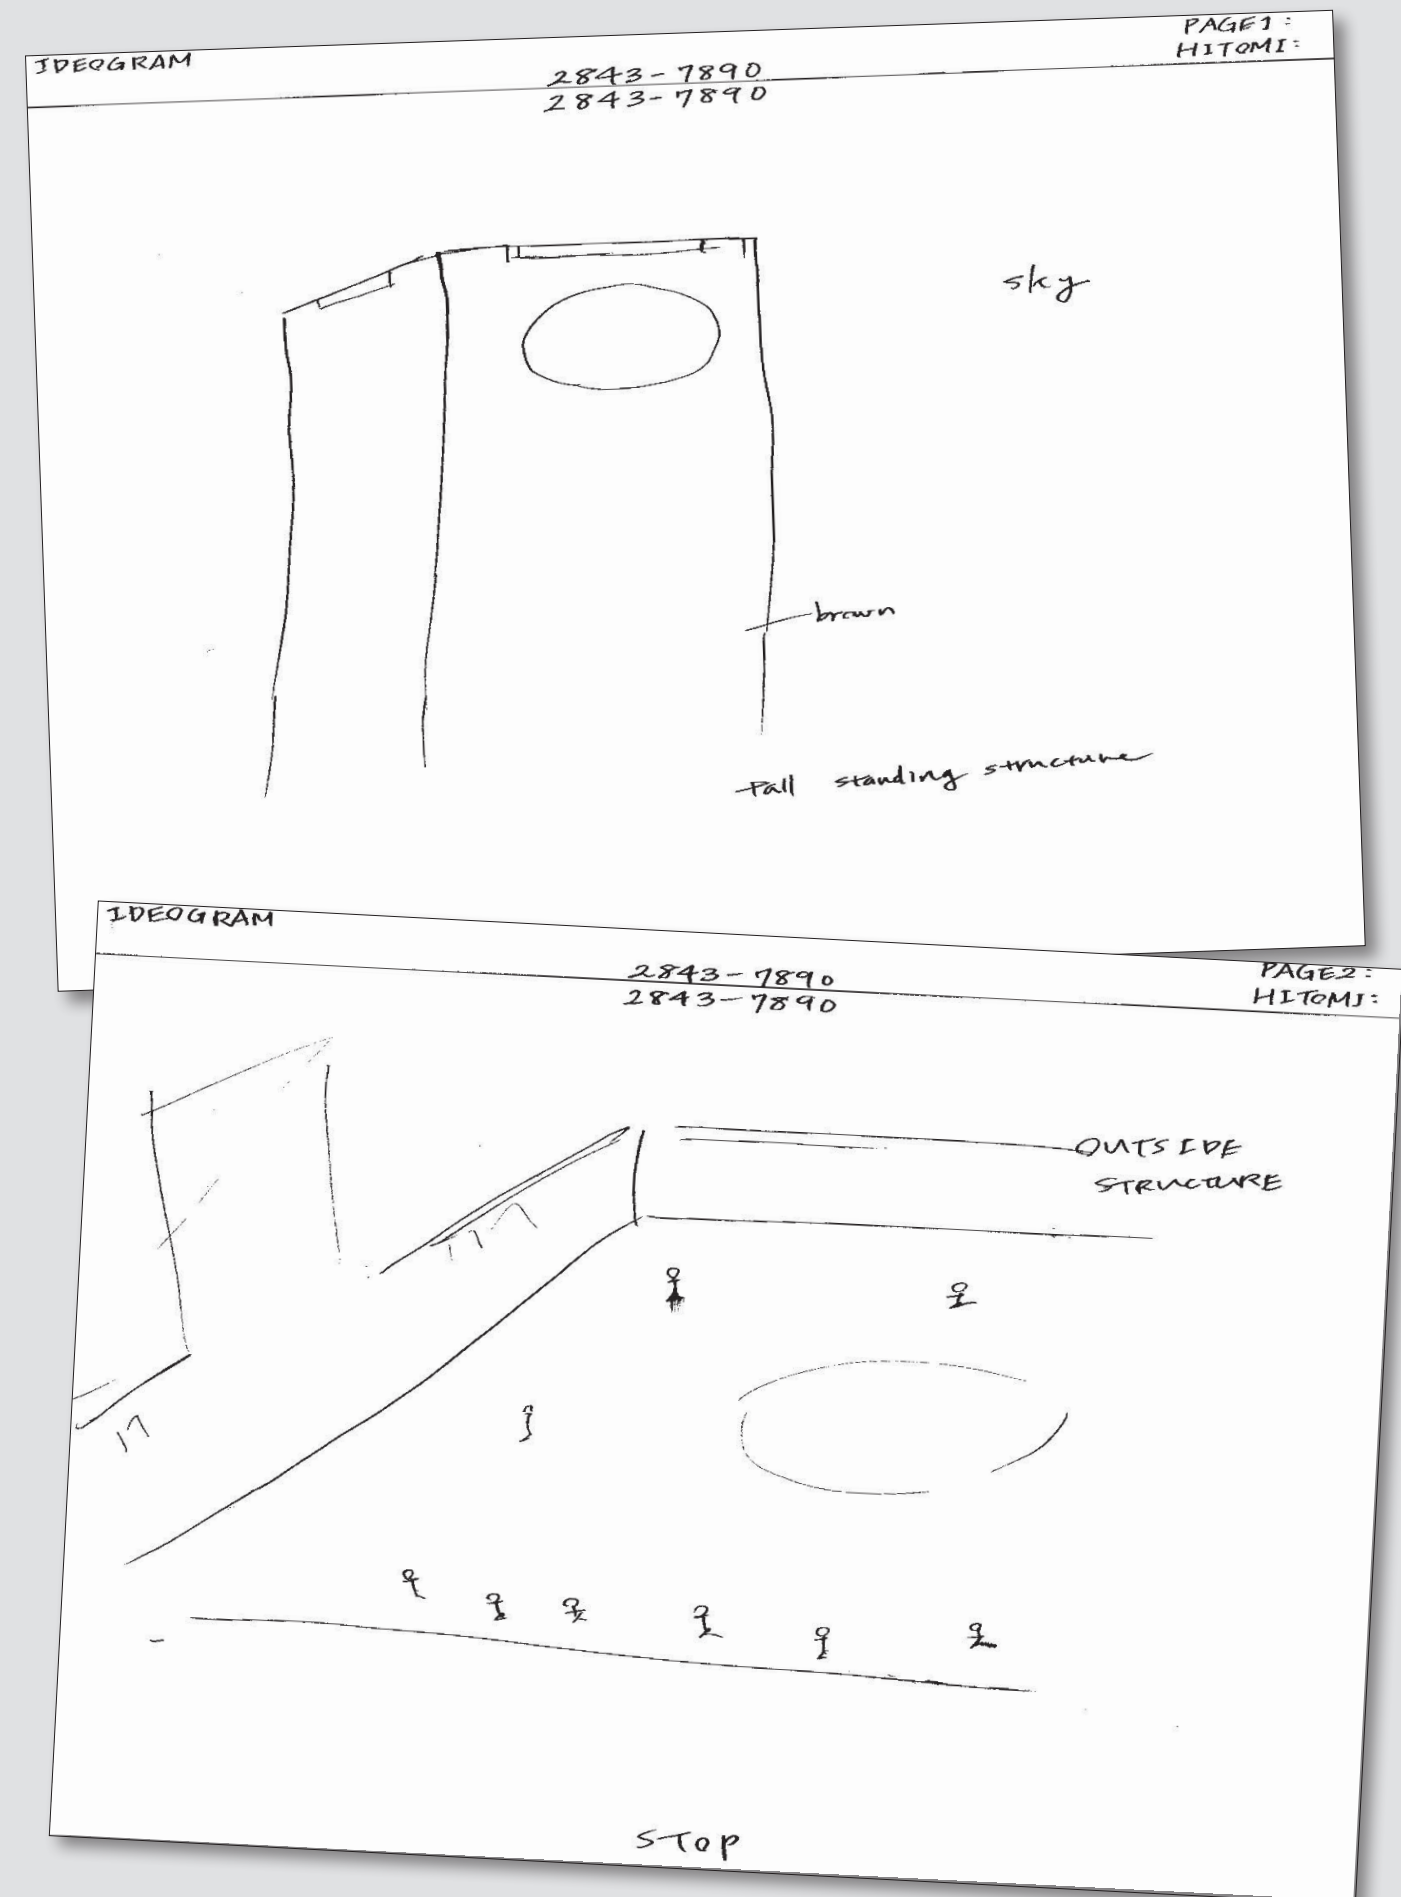 IDEOGRAM
PAGE1:
HITOMI:
2843-7890
2843-7890
sky
brown
Tall standing structure
IDEOGRAM
PAGE2:
HITOMI:
2843-7890
2843-7890
OUTSIDE
STRUCTURE
STOP